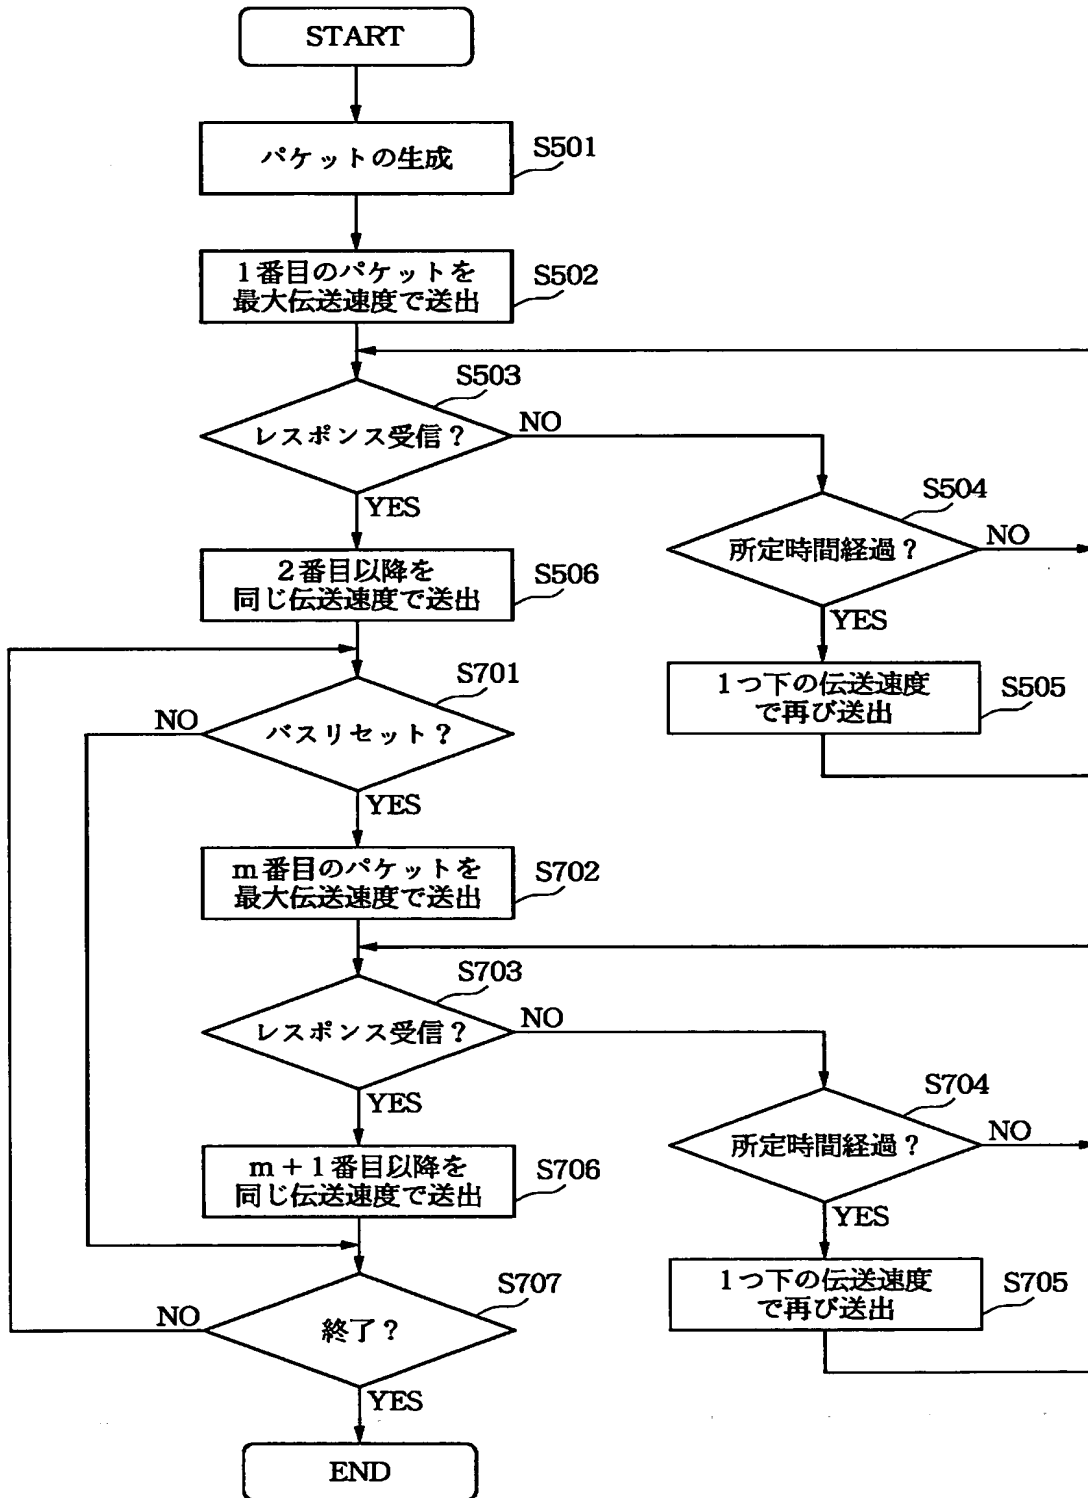 START
パケットの生成
S501
1番目のパケットを
最大伝送速度で送出
S502
S503
レスポンス受信?
NO
YES
S504
所定時間経過?
NO
YES
2番目以降を
同じ伝送速度で送出
S506
1つ下の伝送速度
で再び送出
S505
S701
バスリセット?
NO
YES
m番目のパケットを
最大伝送速度で送出
S702
S703
レスポンス受信?
NO
YES
S704
所定時間経過?
NO
YES
m+1番目以降を
同じ伝送速度で送出
S706
1つ下の伝送速度
で再び送出
S705
S707
終了?
NO
YES
END